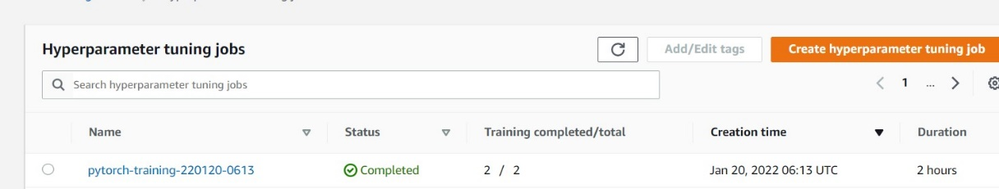 Hyperparameter tuning jobs
Add/Edit tags
Create hyperparameter tuning job
Search hyperparameter tuning jobs
1 ...
Name Status Training completed/total Creation time Duration
pytorch-training-220120-0613 Completed 2 / 2 Jan 20, 2022 06:13 UTC 2 hours